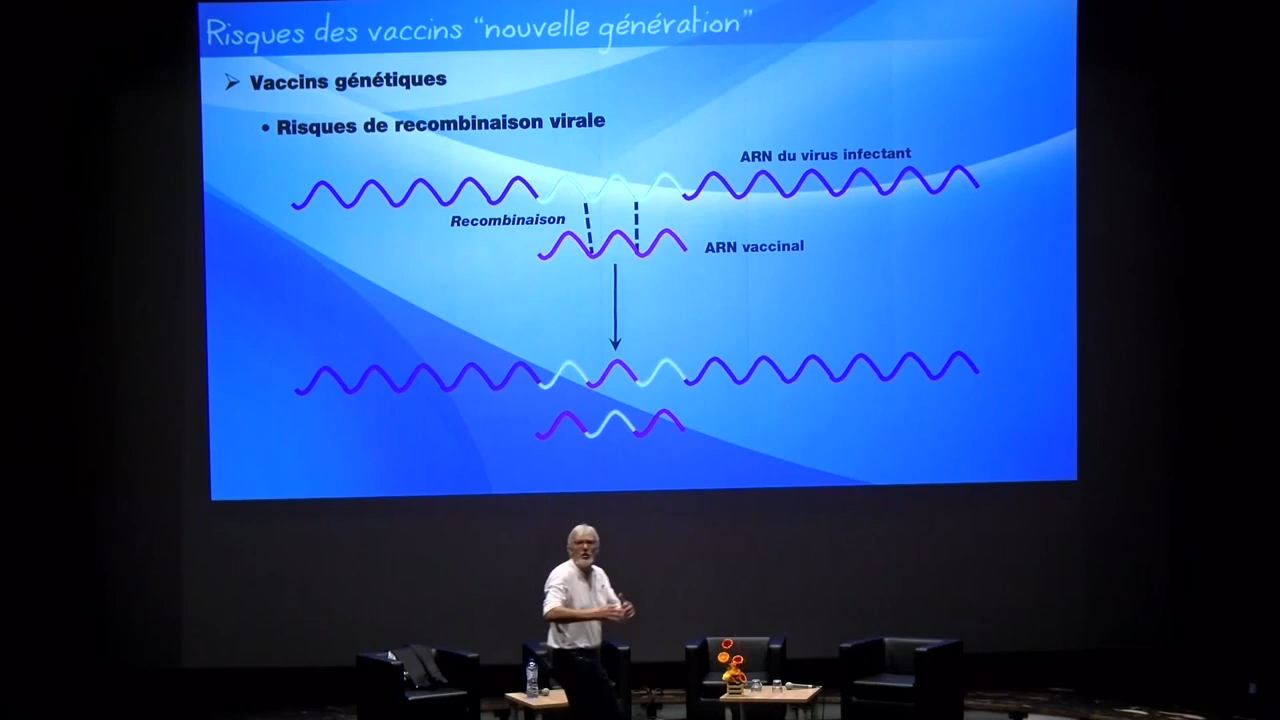 Risques des vaccins “nouvelle génération”
Vaccins génétiques
• Risques de recombinaison virale
ARN du virus infectant
Recombinaison
ARN vaccinal